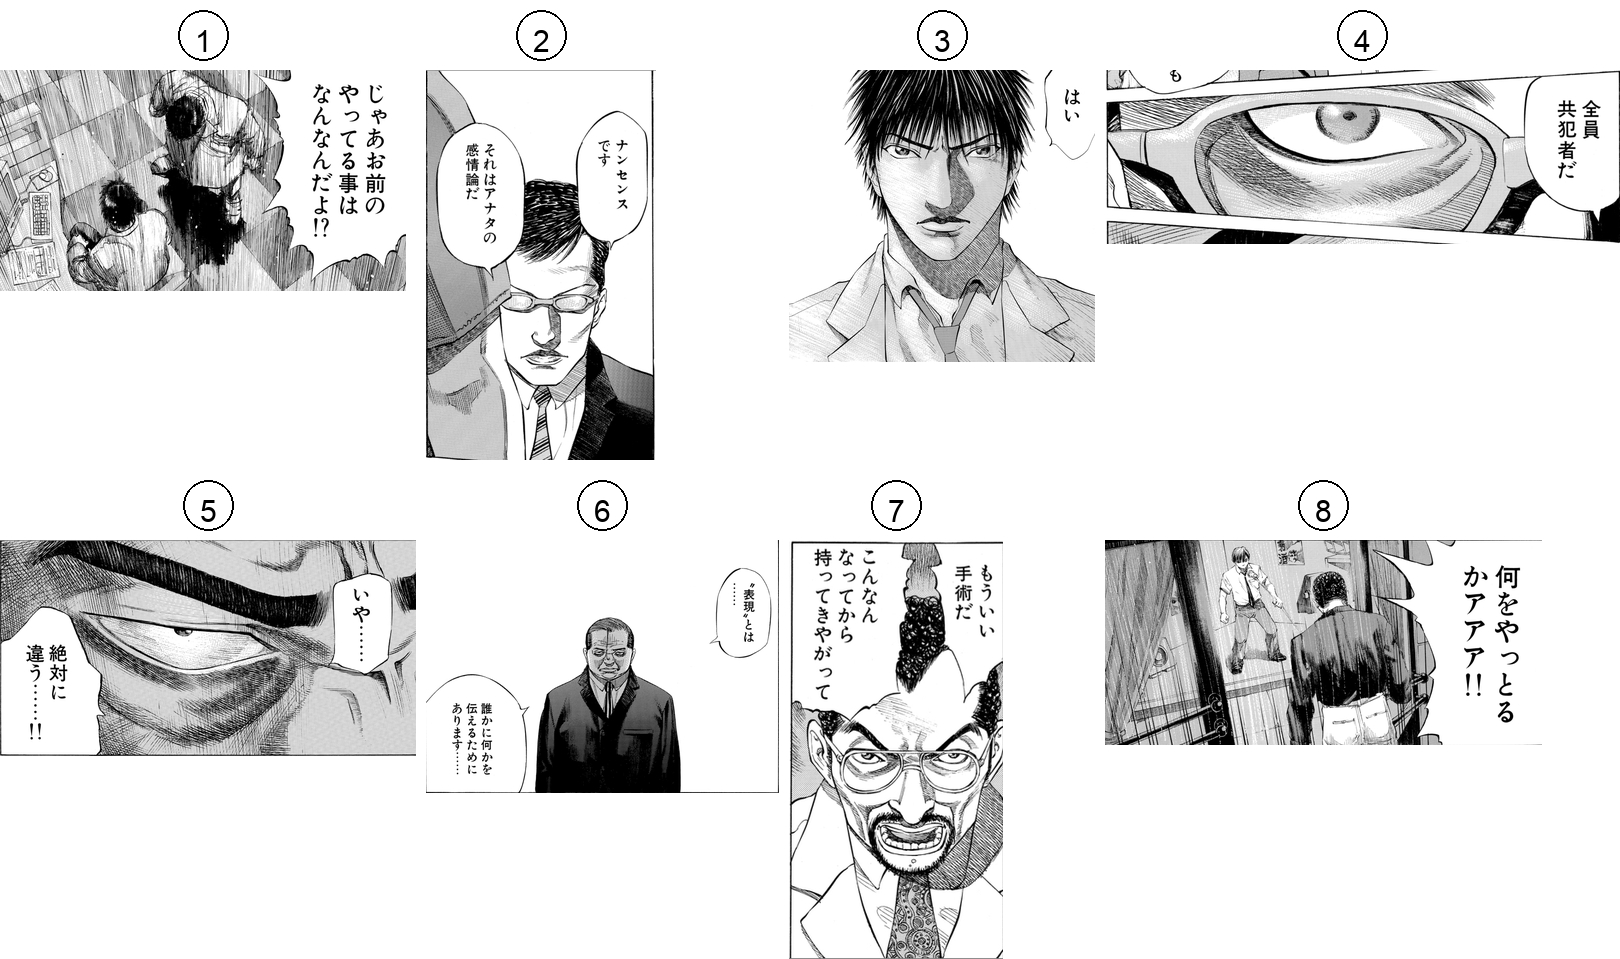 1
じゃあお前の
やってる事は
なんなんだよ!?
2
ナンセンス
です
それはアナタの
感情論だ
3
はい
4
も
全員
共犯者だ
5
いや……
絶対に
違う……!!
6
〝表現〟とは
……
誰かに何かを
伝えるために
あります……
7
もういい
手術だ
こんなん
なってから
持ってきやがって
8
何をやっとる
かアアア!!